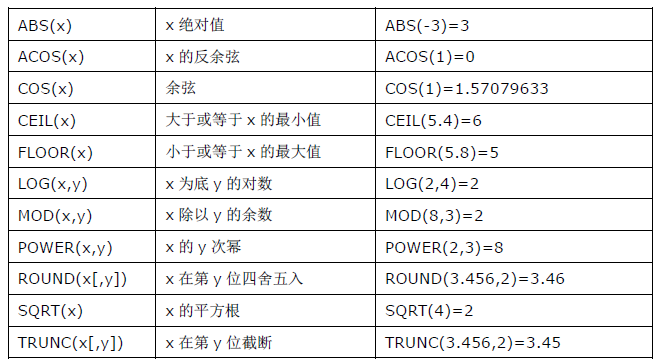 ABS(x) x 绝对值 ABS(-3)=3
ACOS(x) x 的反余弦 ACOS(1)=0
COS(x) 余弦 COS(1)=1.57079633
CEIL(x) 大于或等于 x 的最小值 CEIL(5.4)=6
FLOOR(x) 小于或等于 x 的最大值 FLOOR(5.8)=5
LOG(x,y) x 为底 y 的对数 LOG(2,4)=2
MOD(x,y) x 除以 y 的余数 MOD(8,3)=2
POWER(x,y) x 的 y 次幂 POWER(2,3)=8
ROUND(x[,y]) x 在第 y 位四舍五入 ROUND(3.456,2)=3.46
SQRT(x) x 的平方根 SQRT(4)=2
TRUNC(x[,y]) x 在第 y 位截断 TRUNC(3.456,2)=3.45